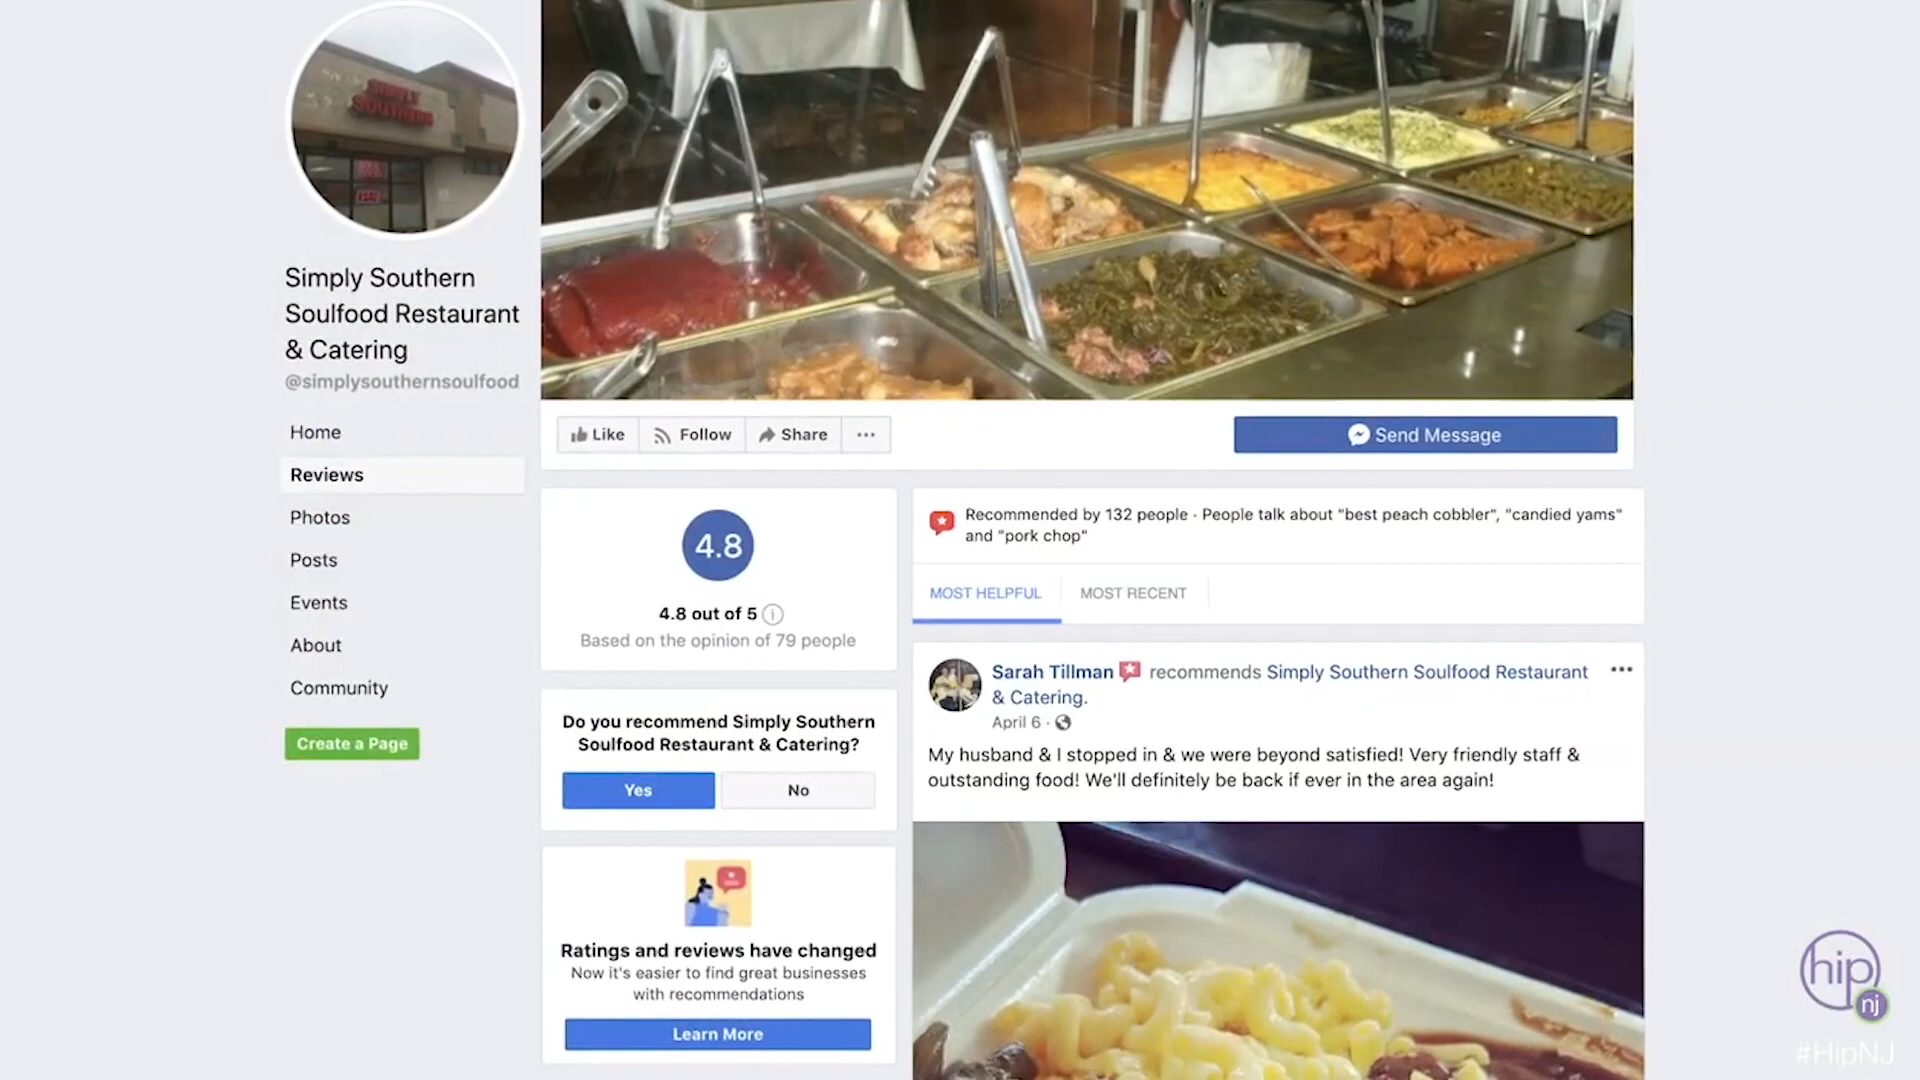 SIMPLY
SOUTHERN
Simply Southern
Soulfood Restaurant
& Catering
@simplysouthernsoulfood
Home
Reviews
Photos
Posts
Events
About
Community
Create a Page
Like
Follow
Share
Send Message
4.8
4.8 out of 5
Based on the opinion of 79 people
Do you recommend Simply Southern
Soulfood Restaurant & Catering?
Yes
No
Ratings and reviews have changed
Now it's easier to find great businesses
with recommendations
Learn More
Recommended by 132 people · People talk about "best peach cobbler", "candied yams"
and "pork chop"
MOST HELPFUL
MOST RECENT
Sarah Tillman recommends Simply Southern Soulfood Restaurant
& Catering.
April 6 ·
My husband & I stopped in & we were beyond satisfied! Very friendly staff &
outstanding food! We'll definitely be back if ever in the area again!
hip
nj
#HipNJ